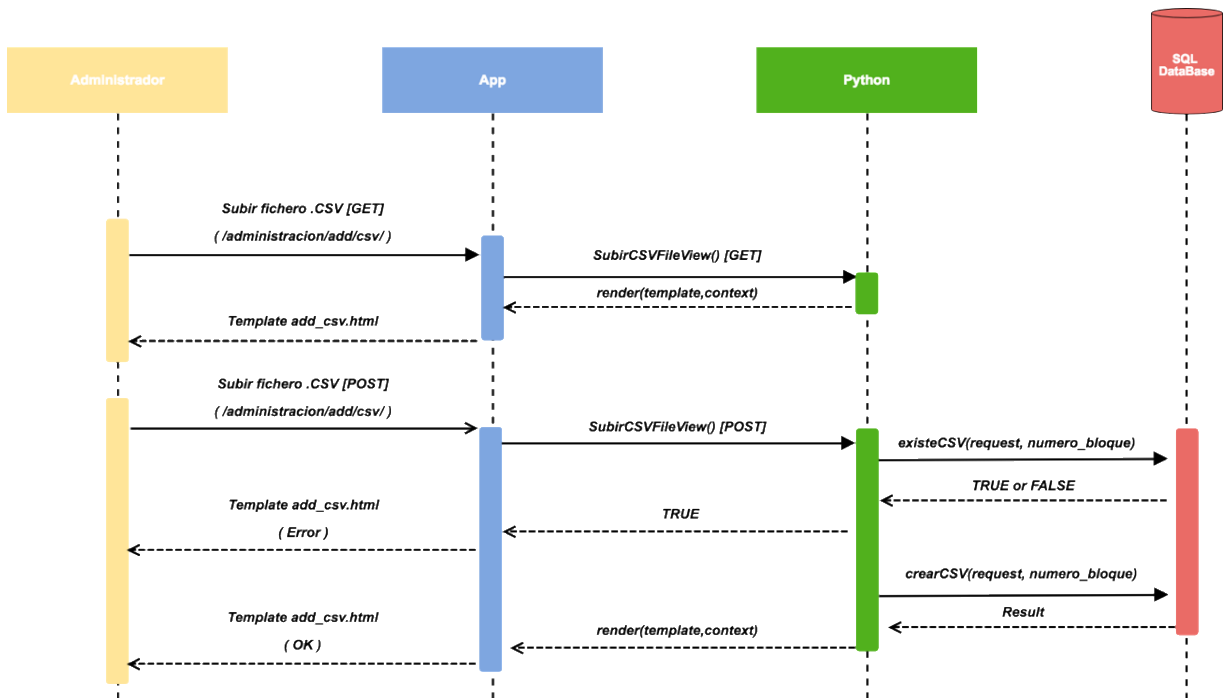 SQL
DataBase
Administrador
App
Python
Subir fichero .CSV [GET]
( /administracion/add/csv/ )
SubirCSVFileView() [GET]
render(template,context)
Template add_csv.html
Subir fichero .CSV [POST]
( /administracion/add/csv/ )
SubirCSVFileView() [POST]
existeCSV(request, numero_bloque)
TRUE or FALSE
Template add_csv.html
( Error )
TRUE
crearCSV(request, numero_bloque)
Result
Template add_csv.html
( OK )
render(template,context)